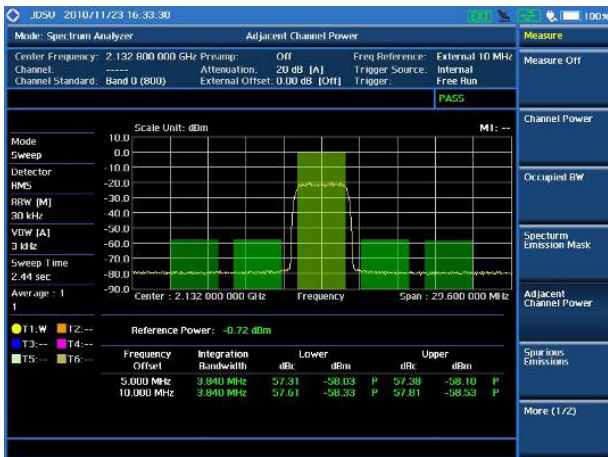 JDSU 2010/11/23 16:33:30 EXT 100%
Mode: Spectrum Analyzer Adjacent Channel Power
Center Frequency: 2.132 800 000 GHz Preamp: Off Freq Reference: External 10 MHz
Channel: ----- Attenuation: 20 dB [A] Trigger Source: Internal
Channel Standard: Band 0 (800) External Offset: 0.00 dB [Off] Trigger: Free Run
PASS
Scale Unit: dBm M1: --
Mode
Sweep
Detector
RMS
RBW [M]
30 kHz
VBW [A]
3 kHz
Sweep Time
2.44 sec
Average : 1
1
10.0
0.0
-10.0
-20.0
-30.0
-40.0
-50.0
-60.0
-70.0
-80.0
-90.0
Center : 2.132 000 000 GHz Frequency Span : 29.600 000 MHz
T1:W T2:--
T3:-- T4:--
T5:-- T6:--
Reference Power: -0.72 dBm
Frequency Integration Lower Upper
Offset Bandwidth dBc dBm dBc dBm
5.000 MHz 3.840 MHz 57.31 -58.03 P 57.38 -58.10 P
10.000 MHz 3.840 MHz 57.61 -58.33 P 57.81 -58.53 P
Measure
Measure Off
Channel Power
Occupied BW
Specturm
Emission Mask
Adjacent
Channel Power
Spurious
Emissions
More (1/2)